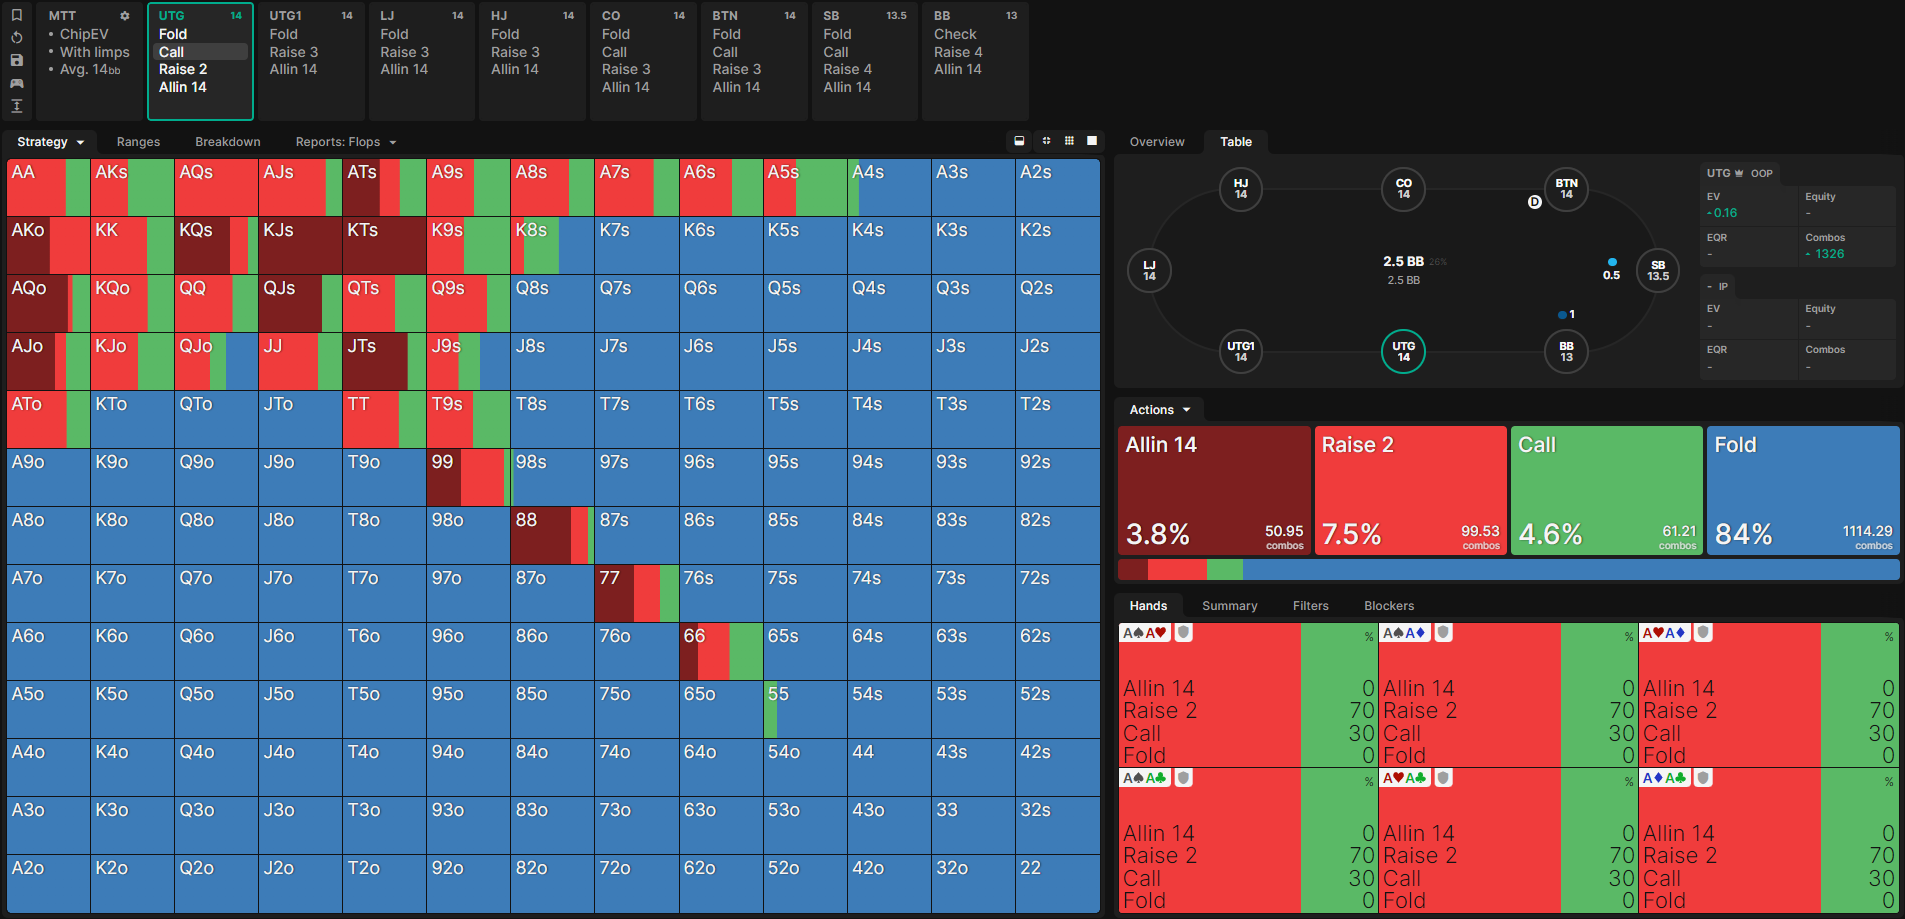 MTT
• ChipEV
• With limps
• Avg. 14bb
UTG 14
Fold
Call
Raise 2
Allin 14
UTG1 14
Fold
Raise 3
Allin 14
LJ 14
Fold
Raise 3
Allin 14
HJ 14
Fold
Raise 3
Allin 14
CO 14
Fold
Call
Raise 3
Allin 14
BTN 14
Fold
Call
Raise 3
Allin 14
SB 13.5
Fold
Call
Raise 4
Allin 14
BB 13
Check
Raise 4
Allin 14
Strategy Ranges Breakdown Reports: Flops
AA AKs AQs AJs ATs A9s A8s A7s A6s A5s A4s A3s A2s
AKo KK KQs KJs KTs K9s K8s K7s K6s K5s K4s K3s K2s
AQo KQo QQ QJs QTs Q9s Q8s Q7s Q6s Q5s Q4s Q3s Q2s
AJo KJo QJo JJ JTs J9s J8s J7s J6s J5s J4s J3s J2s
ATo KTo QTo JTo TT T9s T8s T7s T6s T5s T4s T3s T2s
A9o K9o Q9o J9o T9o 99 98s 97s 96s 95s 94s 93s 92s
A8o K8o Q8o J8o T8o 98o 88 87s 86s 85s 84s 83s 82s
A7o K7o Q7o J7o T7o 97o 87o 77 76s 75s 74s 73s 72s
A6o K6o Q6o J6o T6o 96o 86o 76o 66 65s 64s 63s 62s
A5o K5o Q5o J5o T5o 95o 85o 75o 65o 55 54s 53s 52s
A4o K4o Q4o J4o T4o 94o 84o 74o 64o 54o 44 43s 42s
A3o K3o Q3o J3o T3o 93o 83o 73o 63o 53o 43o 33 32s
A2o K2o Q2o J2o T2o 92o 82o 72o 62o 52o 42o 32o 22
Overview Table
HJ
14
CO
14
BTN
14
D
LJ
14
2.5 BB 26%
2.5 BB
0.5
SB
13.5
1
UTG1
14
UTG
14
BB
13
UTG OOP
EV Equity
0.16 -
EQR Combos
- 1326
- IP
EV Equity
- -
EQR Combos
- -
Actions
Allin 14
3.8% 50.95
combos
Raise 2
7.5% 99.53
combos
Call
4.6% 61.21
combos
Fold
84% 1114.29
combos
Hands Summary Filters Blockers
A♠A♥ %
Allin 14 0
Raise 2 70
Call 30
Fold 0
A♠A♦ %
Allin 14 0
Raise 2 70
Call 30
Fold 0
A♥A♦ %
Allin 14 0
Raise 2 70
Call 30
Fold 0
A♠A♣ %
Allin 14 0
Raise 2 70
Call 30
Fold 0
A♥A♣ %
Allin 14 0
Raise 2 70
Call 30
Fold 0
A♦A♣ %
Allin 14 0
Raise 2 70
Call 30
Fold 0